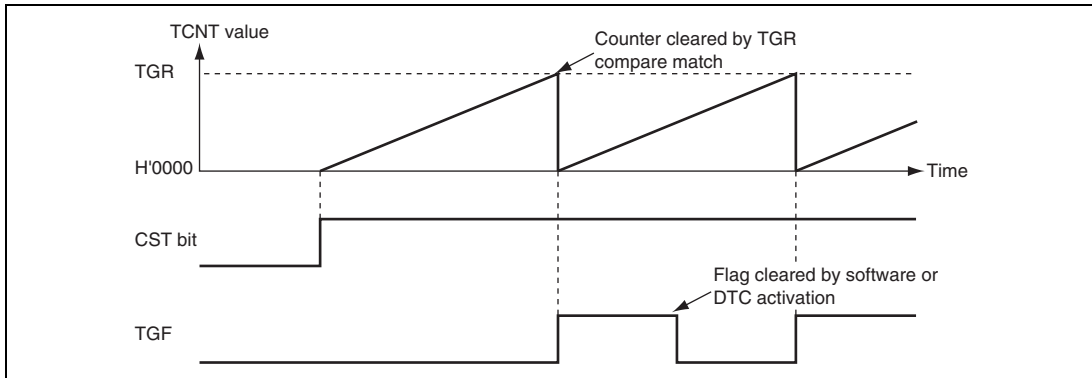 TCNT value
Counter cleared by TGR
compare match
TGR
H'0000
Time
CST bit
Flag cleared by software or
DTC activation
TGF